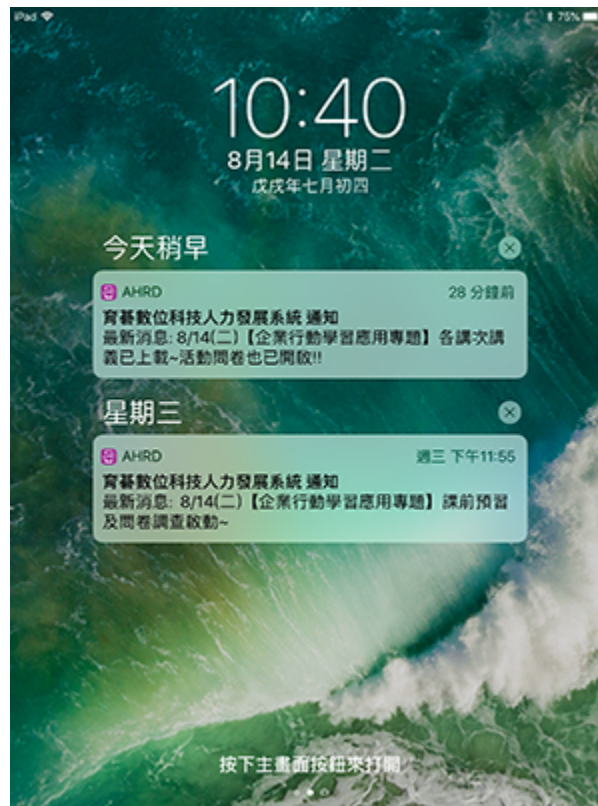 iPad
75%
10:40
8月14日 星期二
戊戌年七月初四
今天稍早
AHRD
28 分鐘前
育碁數位科技人力發展系統 通知
最新消息: 8/14(二)【企業行動學習應用專題】各講次講
義已上載~活動問卷也已開啟!!
星期三
AHRD
週三 下午11:55
育碁數位科技人力發展系統 通知
最新消息: 8/14(二)【企業行動學習應用專題】課前預習
及問卷調查啟動~
按下主畫面按鈕來打開